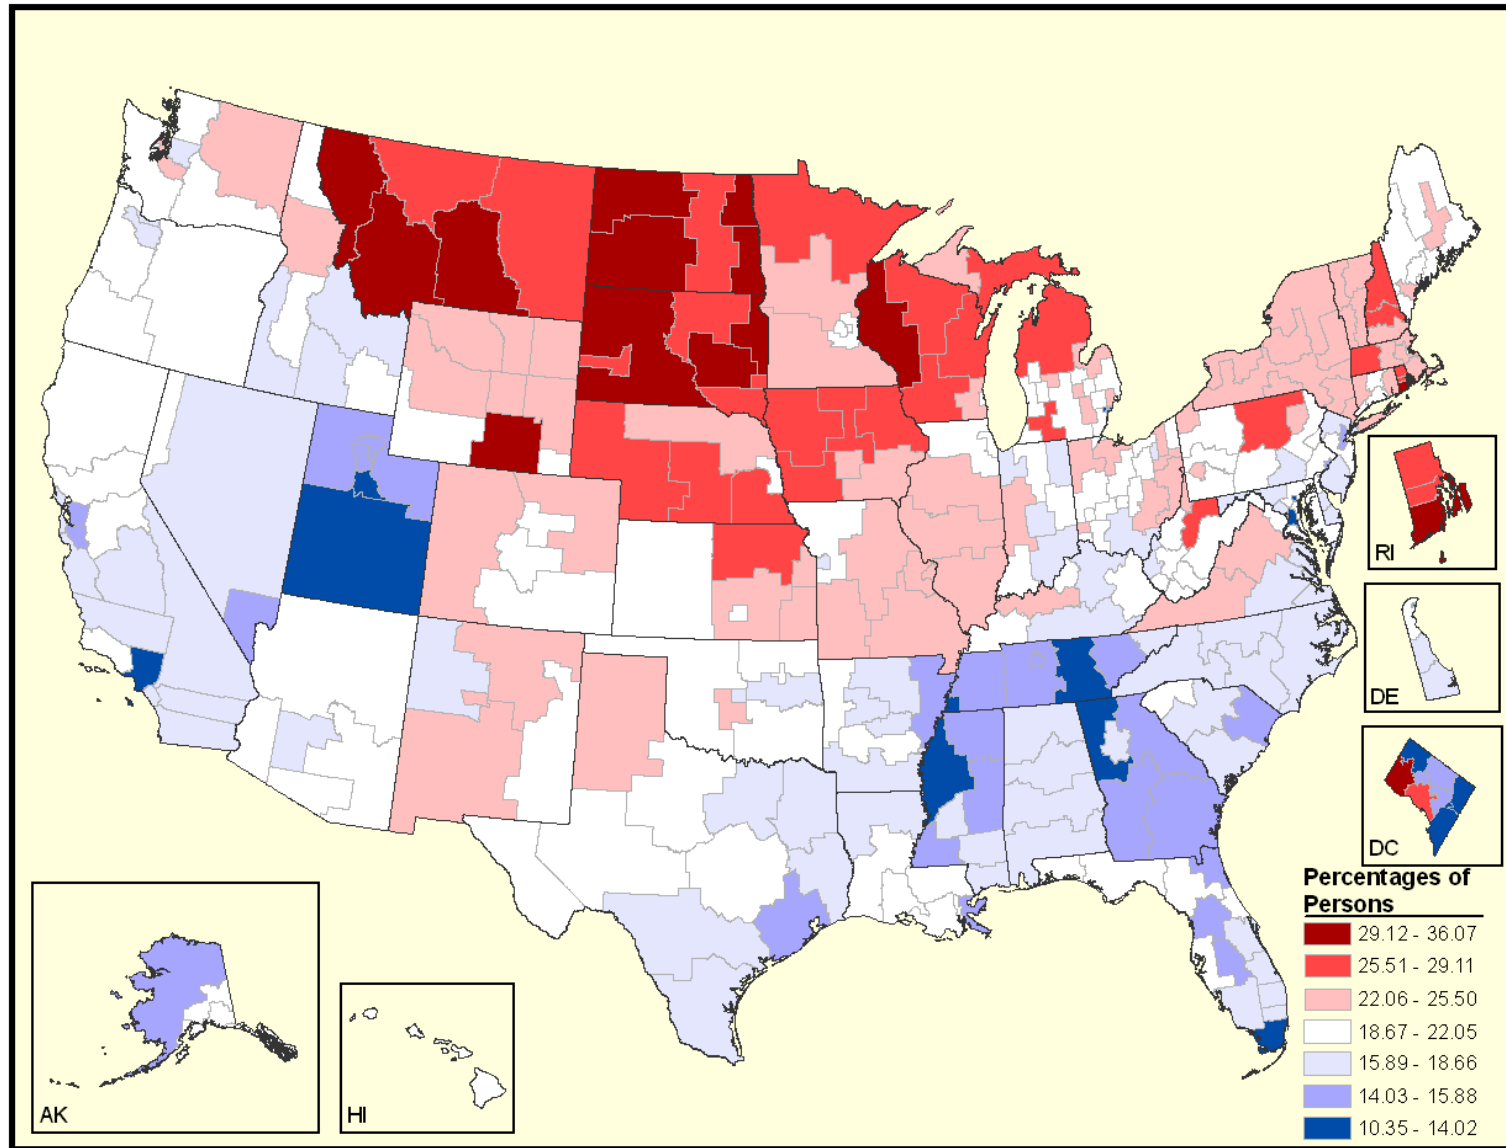 RI
DE
DC
AK
HI
Percentages of
Persons
29.12 - 36.07
25.51 - 29.11
22.06 - 25.50
18.67 - 22.05
15.89 - 18.66
14.03 - 15.88
10.35 - 14.02